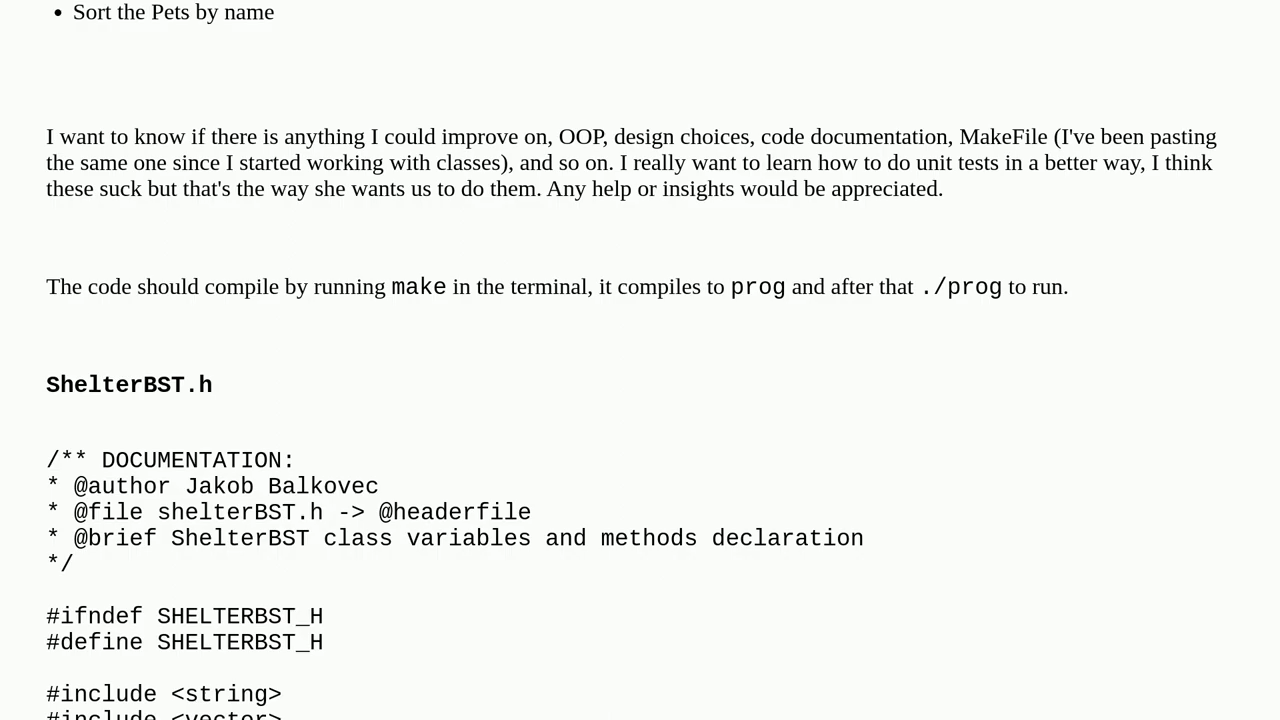 • Sort the Pets by name
I want to know if there is anything I could improve on, OOP, design choices, code documentation, MakeFile (I've been pasting
the same one since I started working with classes), and so on. I really want to learn how to do unit tests in a better way, I think
these suck but that's the way she wants us to do them. Any help or insights would be appreciated.
The code should compile by running make in the terminal, it compiles to prog and after that ./prog to run.
ShelterBST.h
/** DOCUMENTATION:
* @author Jakob Balkovec
* @file shelterBST.h -> @headerfile
* @brief ShelterBST class variables and methods declaration
*/
#ifndef SHELTERBST_H
#define SHELTERBST_H
#include <string>
#include <vector>